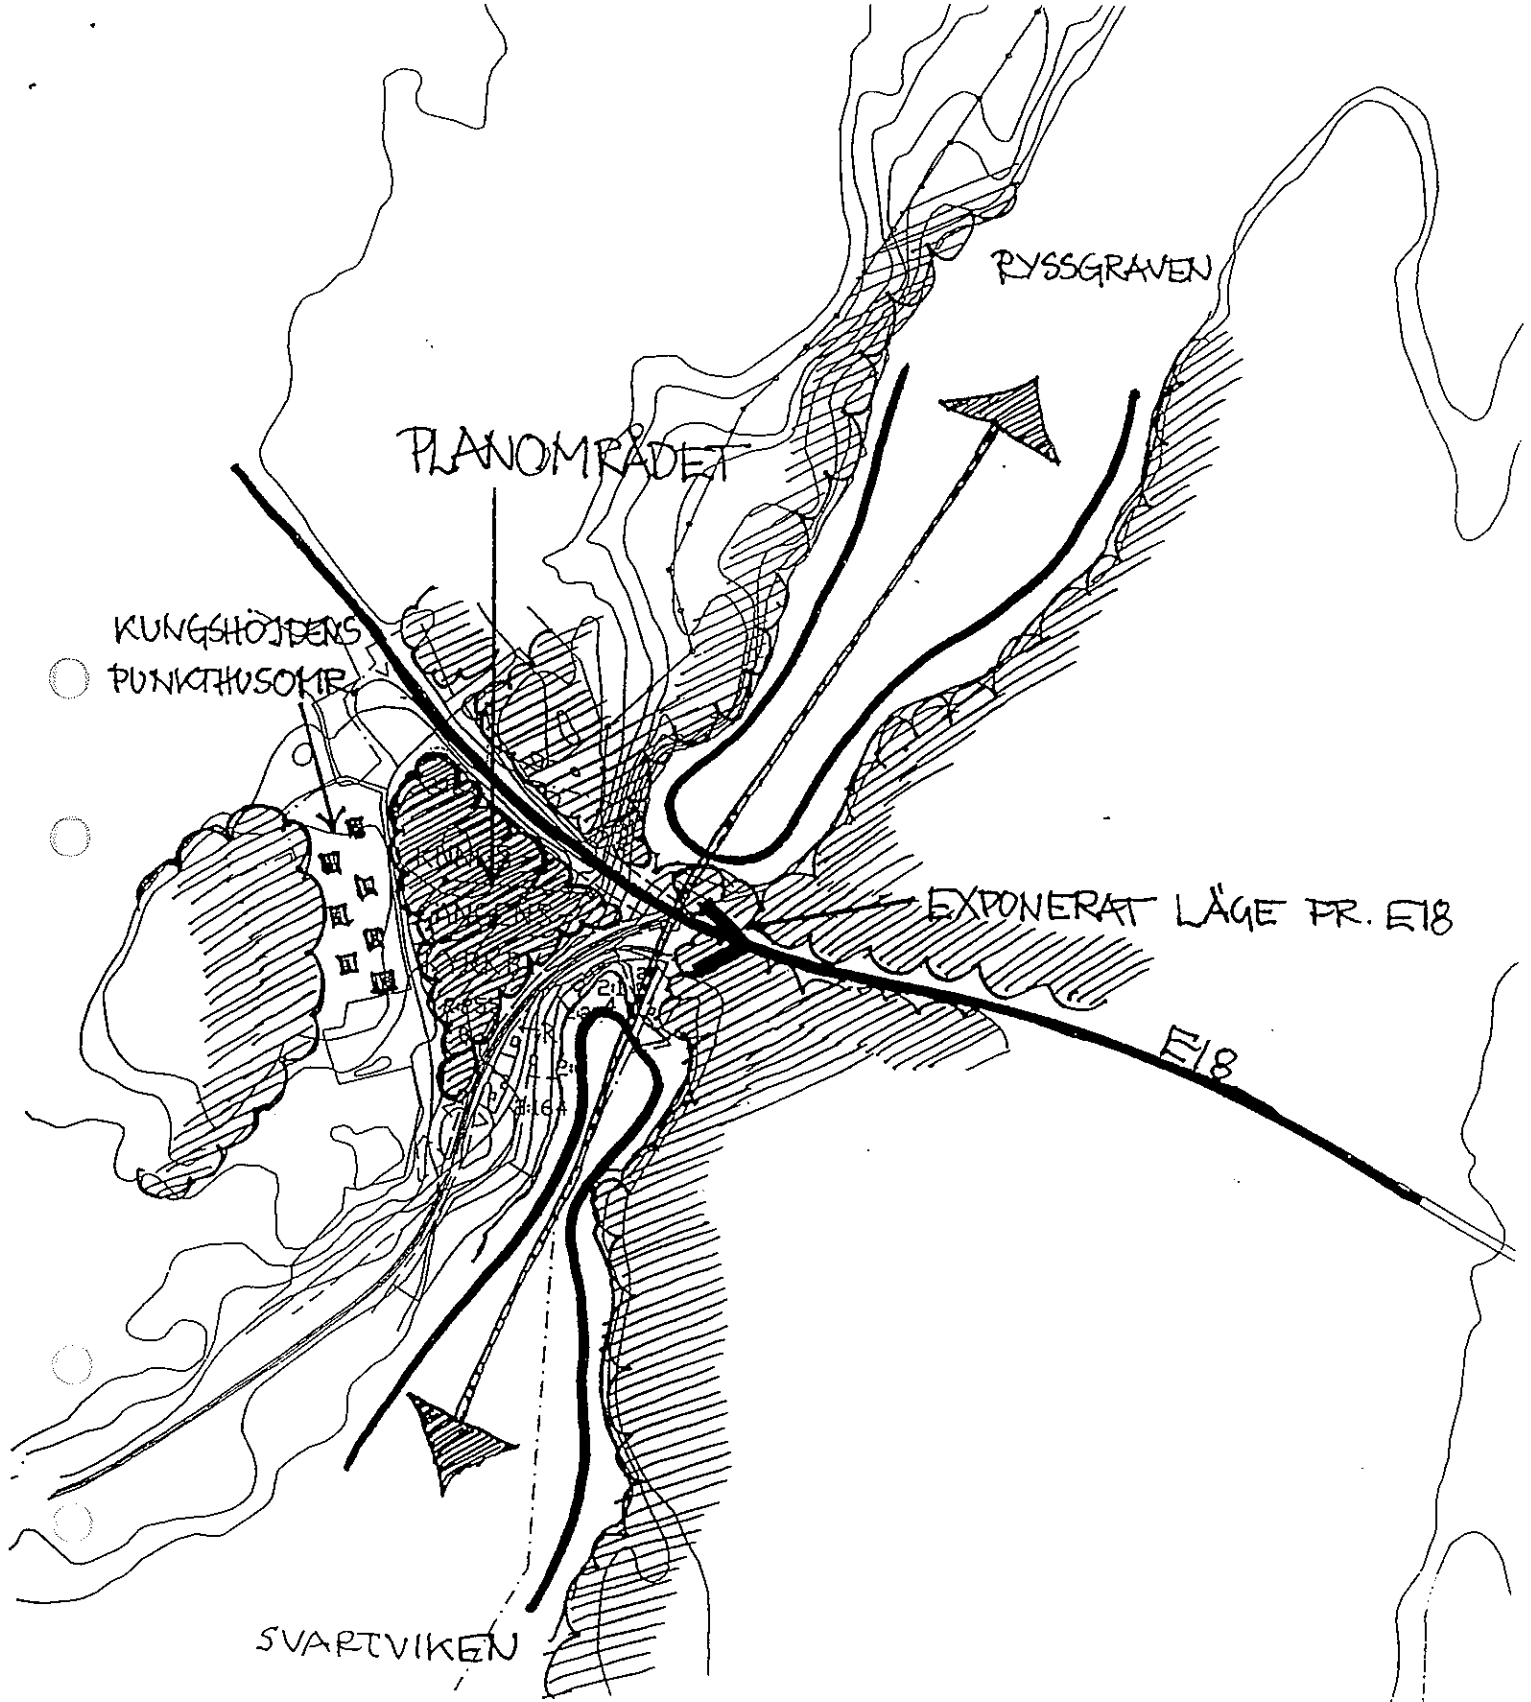 RYSSGRAVEN
PLANOMRÅDET
KUNGSHÖJDENS
PUNKTHUSOMR.
EXPONERAT LÄGE FR. E18
E18
SVARTVIKEN